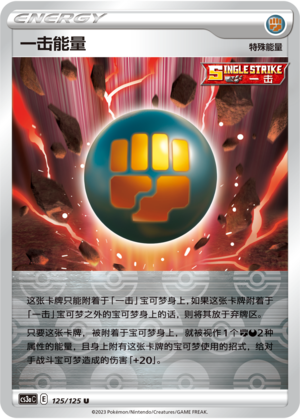 ENERGY
一击能量
特殊能量
SINGLE STRIKE
一击
这张卡牌只能附着于「一击」宝可梦身上,如果这张卡牌附着
于「一击」宝可梦之外的宝可梦身上的话,则将其放于弃牌区。
只要这张卡牌,被附着于宝可梦身上,就被视作1个2种
属性的能量,且身上附有这张卡牌的宝可梦使用的招式,给对
手战斗宝可梦造成的伤害「+20」。
CS3aC E 125/125 U
©2023 Pokémon/Nintendo/Creatures/GAME FREAK.